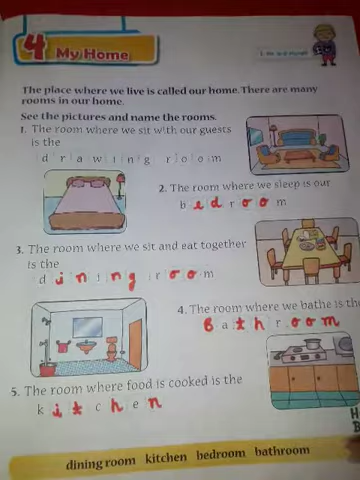 4 My Home
The place where we live is called our home. There are many
rooms in our home.
See the pictures and name the rooms.
1. The room where we sit with our guests
is the
d r a w i n g r o o m
2. The room where we sleep is our
b e d r o o m
3. The room where we sit and eat together
is the
d i n i n g r o o m
4. The room where we bathe is the
b a t h r o o m
5. The room where food is cooked is the
k i t c h e n
dining room kitchen bedroom bathroom